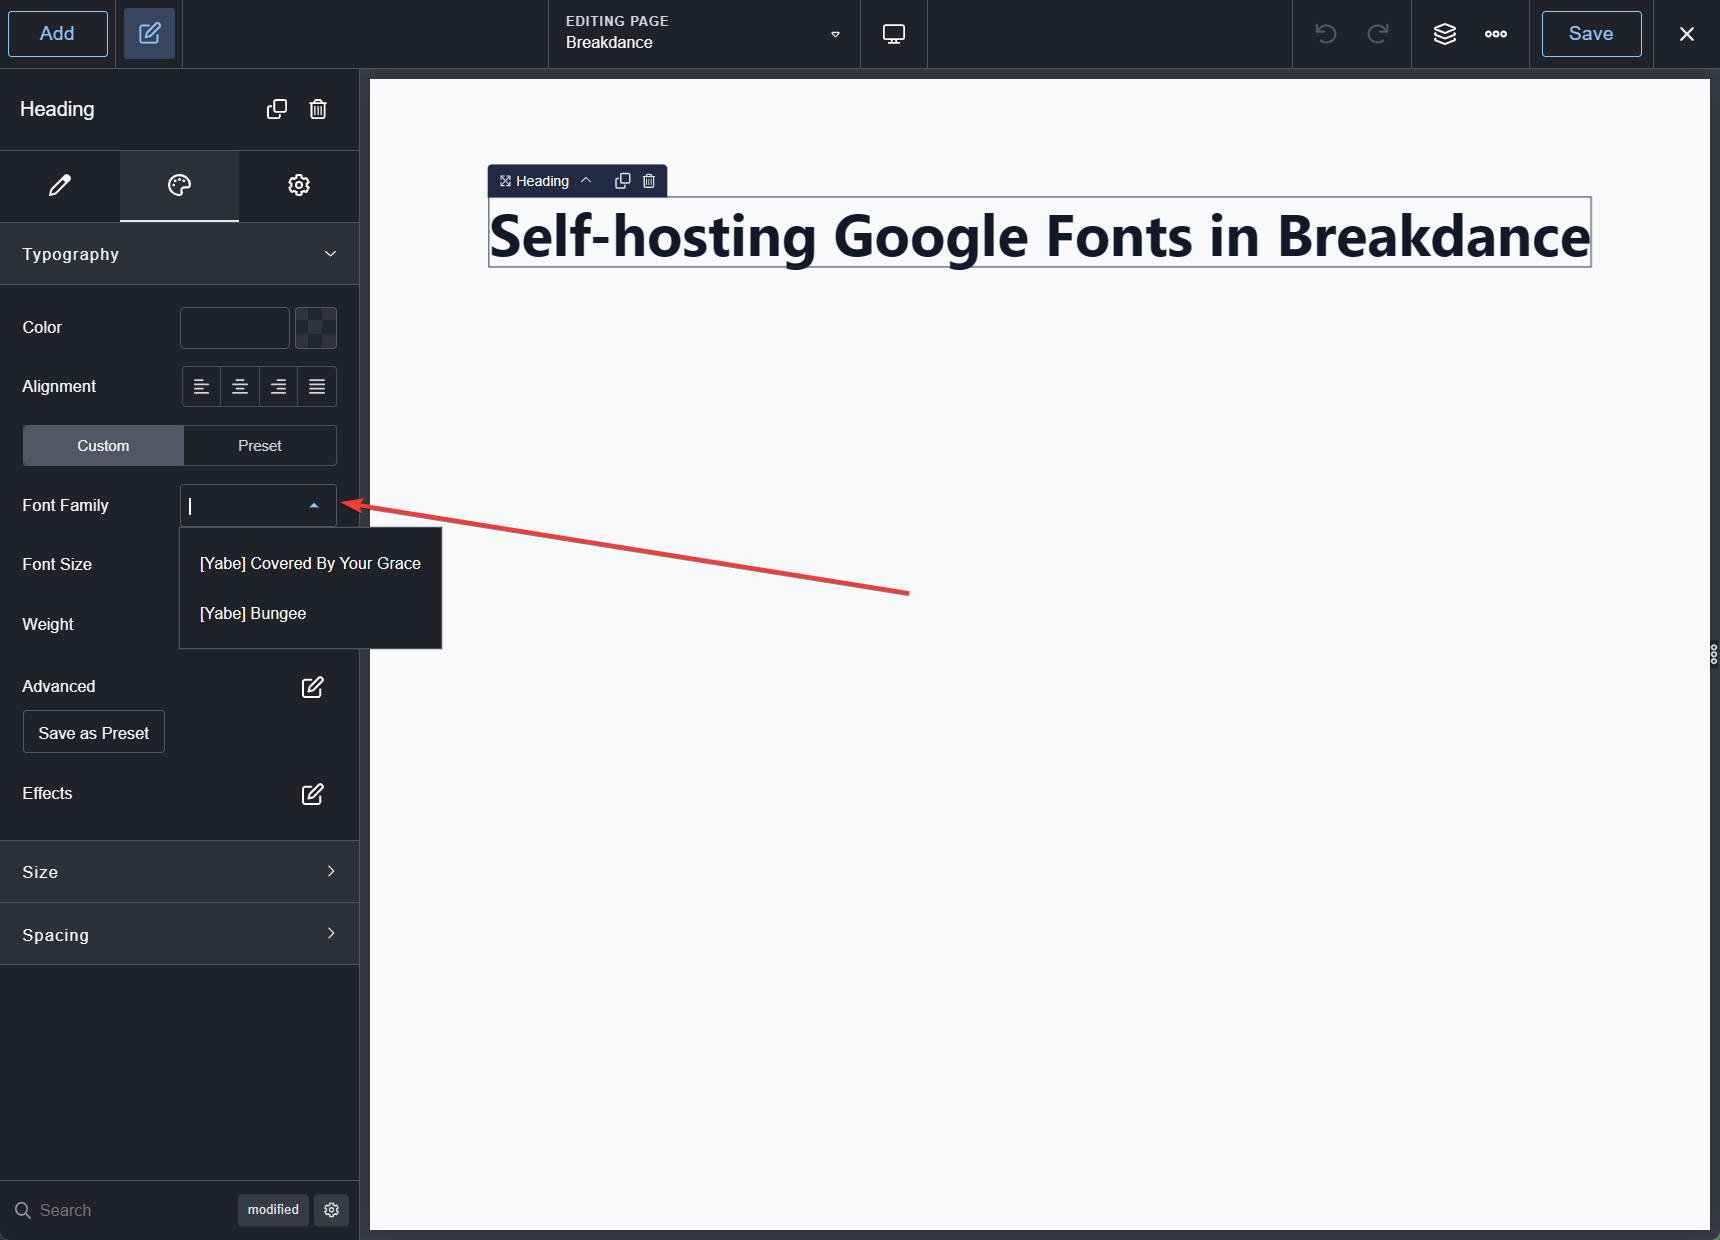 Add
EDITING PAGE
Breakdance
Save
Heading
Heading
Self-hosting Google Fonts in Breakdance
Typography
Color
Alignment
Custom
Preset
Font Family
[Yabe] Covered By Your Grace
[Yabe] Bungee
Font Size
Weight
Advanced
Save as Preset
Effects
Size
Spacing
Search
modified